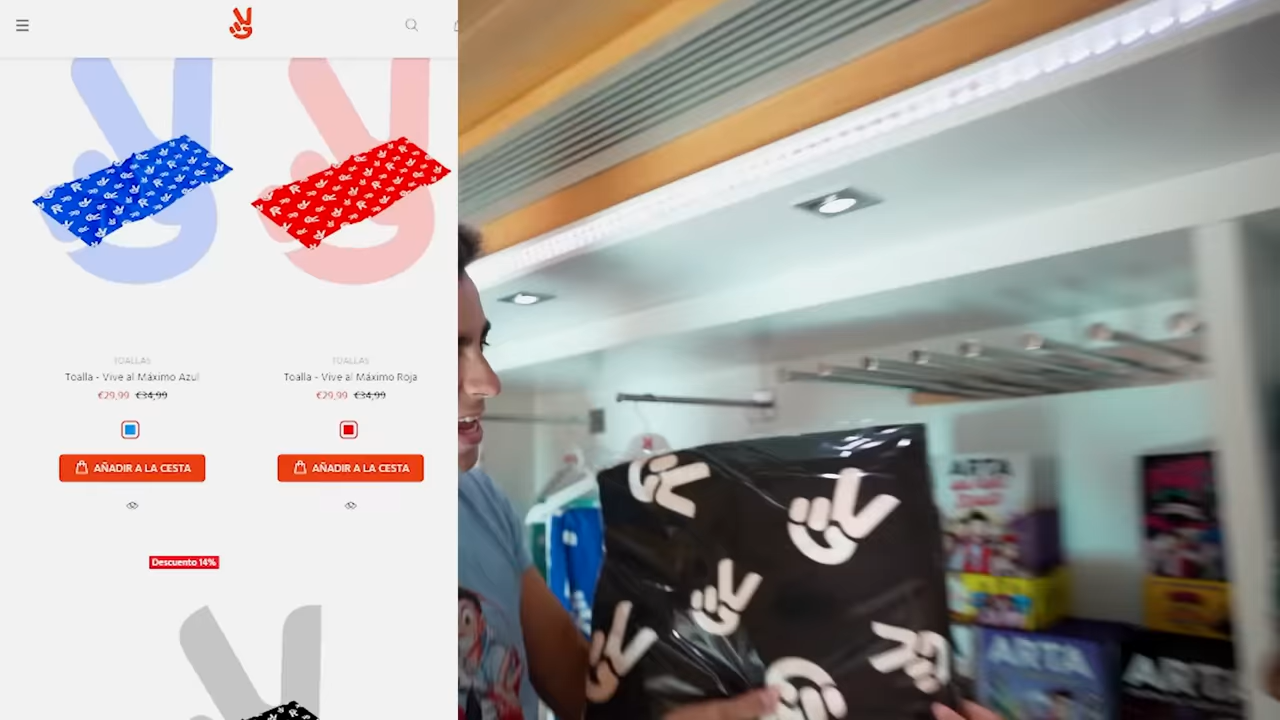 TOALLAS
Toalla - Vive al Máximo Azul
€29,99 €34,99
AÑADIR A LA CESTA
TOALLAS
Toalla - Vive al Máximo Roja
€29,99 €34,99
AÑADIR A LA CESTA
Descuento 14%
ARTA
ARTA
ARTA